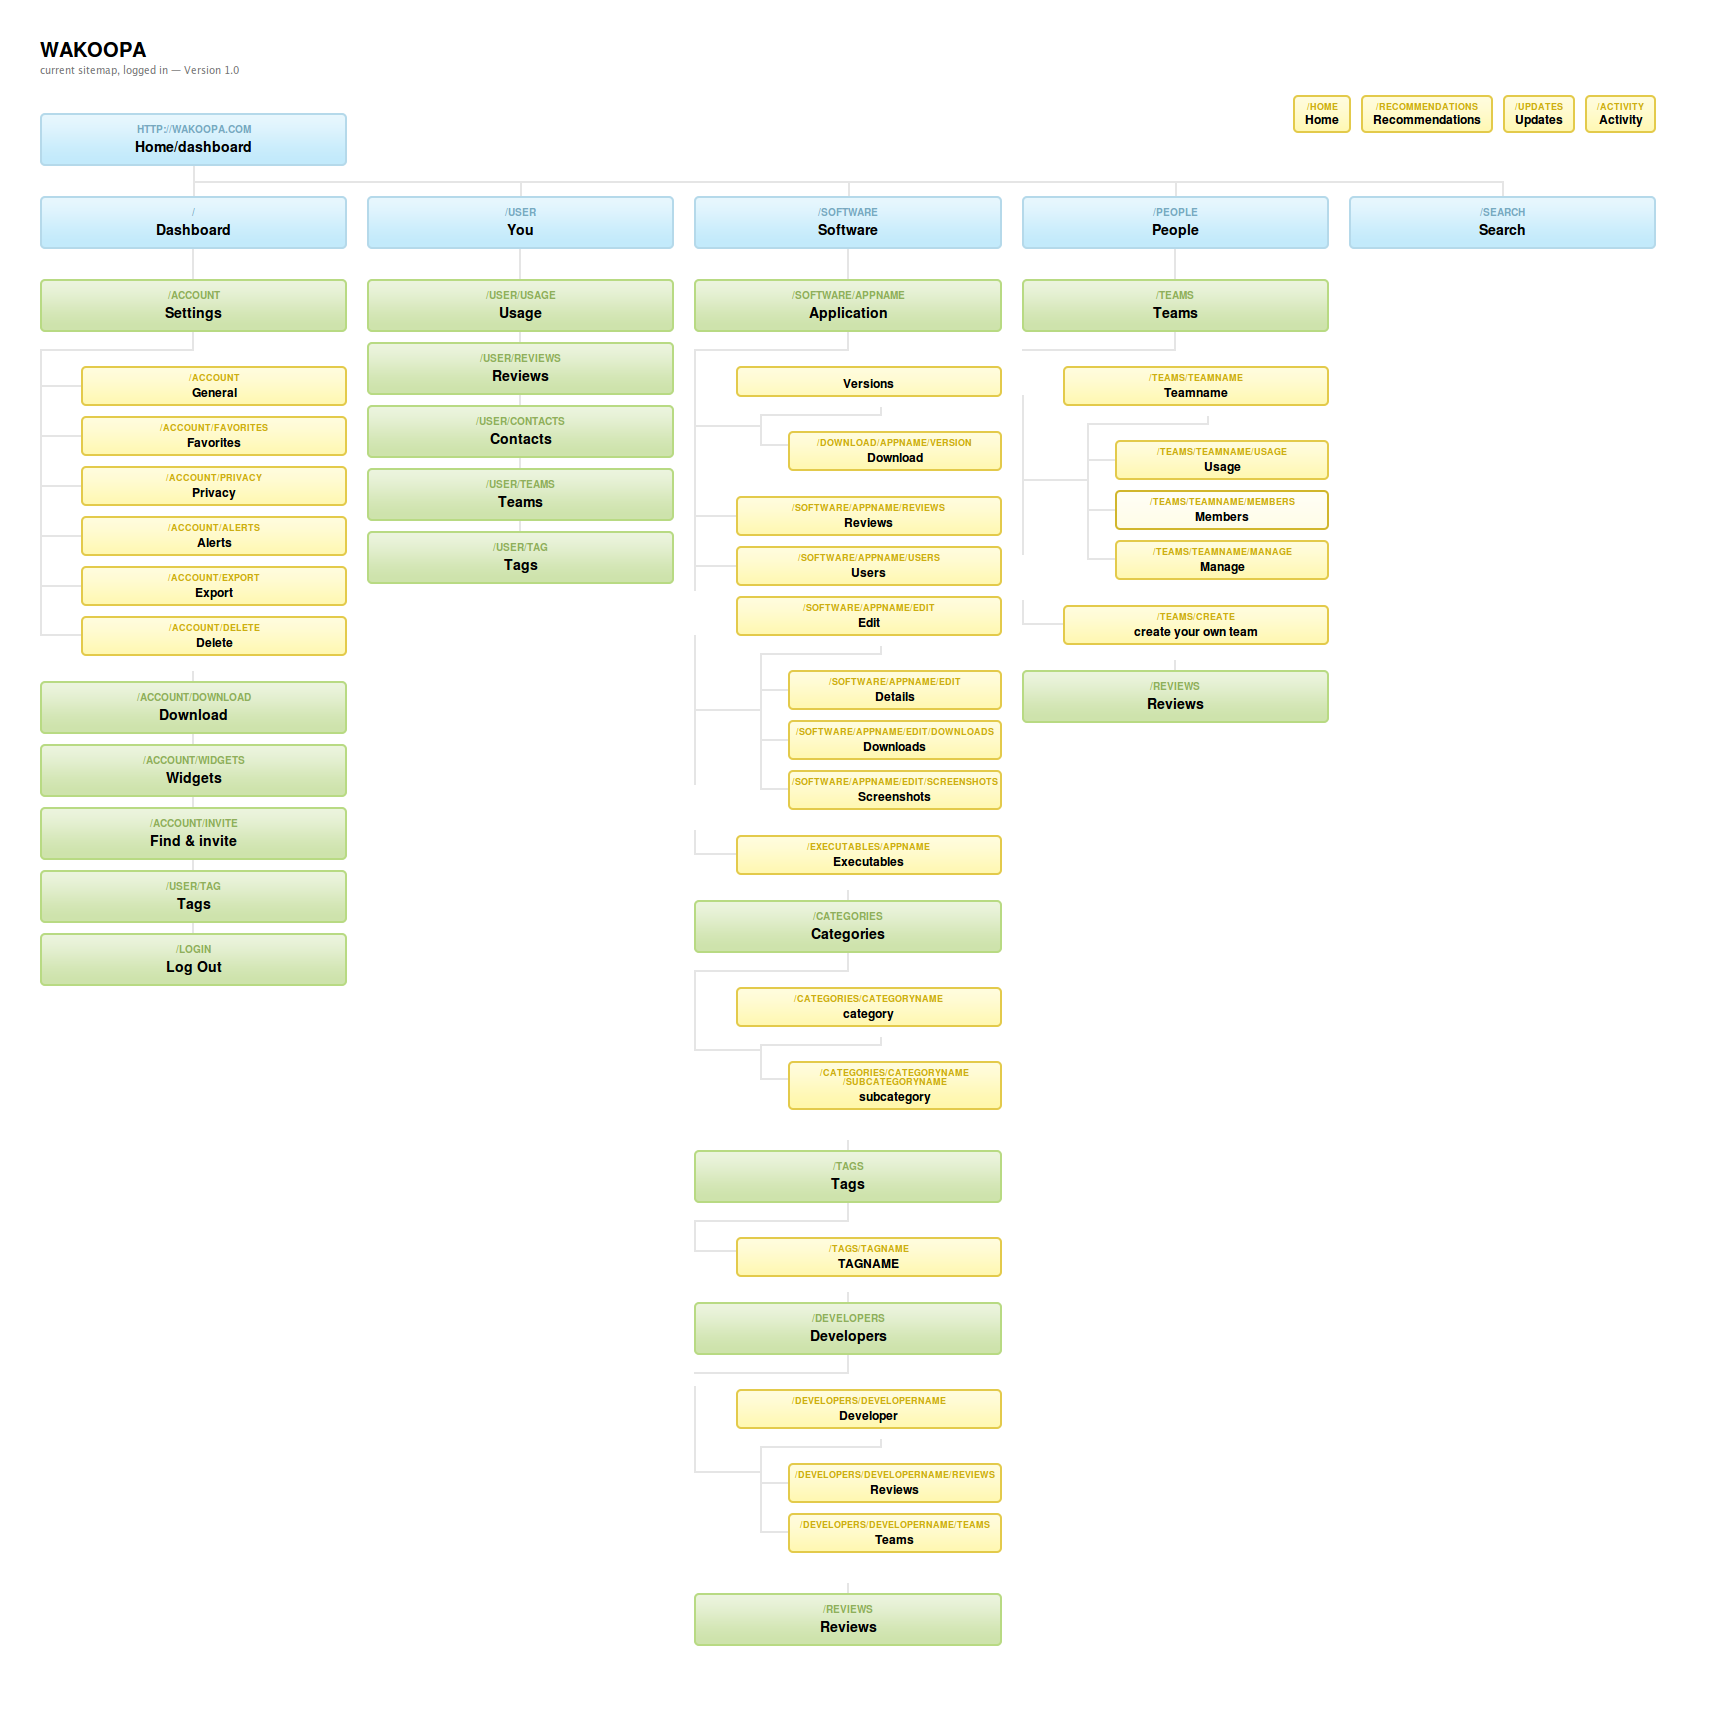 WAKOOPA
current sitemap, logged in — Version 1.0
/HOME
Home
/RECOMMENDATIONS
Recommendations
/UPDATES
Updates
/ACTIVITY
Activity
HTTP://WAKOOPA.COM
Home/dashboard
/
Dashboard
/ACCOUNT
Settings
/ACCOUNT
General
/ACCOUNT/FAVORITES
Favorites
/ACCOUNT/PRIVACY
Privacy
/ACCOUNT/ALERTS
Alerts
/ACCOUNT/EXPORT
Export
/ACCOUNT/DELETE
Delete
/ACCOUNT/DOWNLOAD
Download
/ACCOUNT/WIDGETS
Widgets
/ACCOUNT/INVITE
Find & invite
/USER/TAG
Tags
/LOGIN
Log Out
/USER
You
/USER/USAGE
Usage
/USER/REVIEWS
Reviews
/USER/CONTACTS
Contacts
/USER/TEAMS
Teams
/USER/TAG
Tags
/SOFTWARE
Software
/SOFTWARE/APPNAME
Application
Versions
/DOWNLOAD/APPNAME/VERSION
Download
/SOFTWARE/APPNAME/REVIEWS
Reviews
/SOFTWARE/APPNAME/USERS
Users
/SOFTWARE/APPNAME/EDIT
Edit
/SOFTWARE/APPNAME/EDIT
Details
/SOFTWARE/APPNAME/EDIT/DOWNLOADS
Downloads
/SOFTWARE/APPNAME/EDIT/SCREENSHOTS
Screenshots
/EXECUTABLES/APPNAME
Executables
/CATEGORIES
Categories
/CATEGORIES/CATEGORYNAME
category
/CATEGORIES/CATEGORYNAME
/SUBCATEGORYNAME
subcategory
/TAGS
Tags
/TAGS/TAGNAME
TAGNAME
/DEVELOPERS
Developers
/DEVELOPERS/DEVELOPERNAME
Developer
/DEVELOPERS/DEVELOPERNAME/REVIEWS
Reviews
/DEVELOPERS/DEVELOPERNAME/TEAMS
Teams
/REVIEWS
Reviews
/PEOPLE
People
/TEAMS
Teams
/TEAMS/TEAMNAME
Teamname
/TEAMS/TEAMNAME/USAGE
Usage
/TEAMS/TEAMNAME/MEMBERS
Members
/TEAMS/TEAMNAME/MANAGE
Manage
/TEAMS/CREATE
create your own team
/REVIEWS
Reviews
/SEARCH
Search